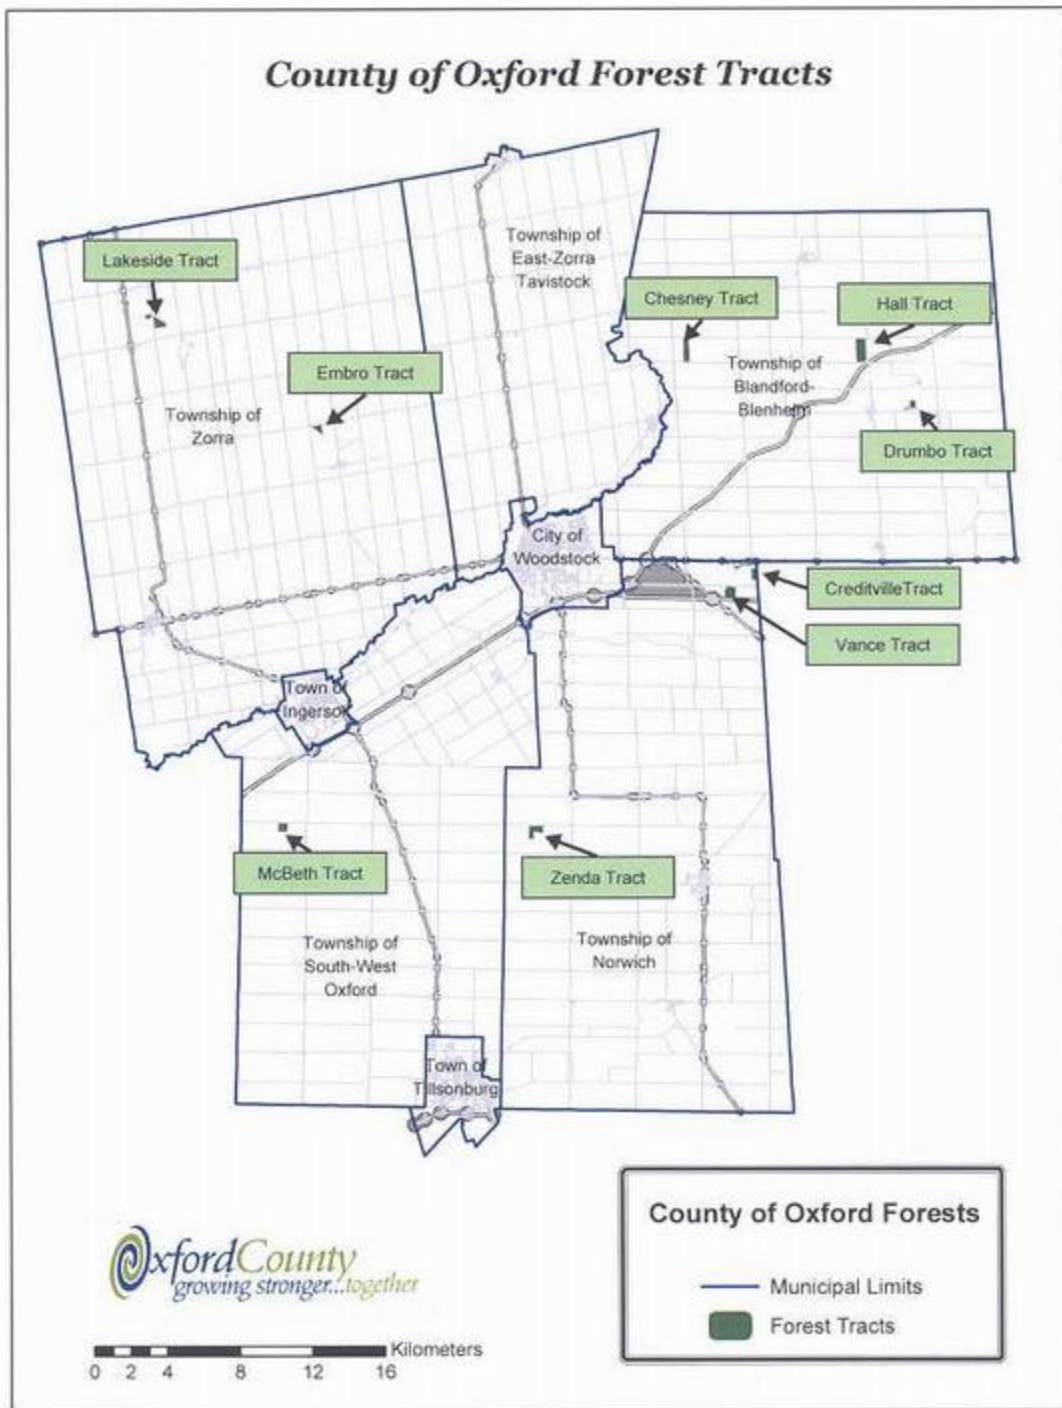 County of Oxford Forest Tracts
Township of
East-Zorra
Tavistock
Lakeside Tract
Chesney Tract
Hall Tract
Embro Tract
Township of
Blandford-
Blenheim
Township of
Zorra
Drumbo Tract
City of
Woodstock
CreditvilleTract
Vance Tract
Town of
Ingersoll
McBeth Tract
Zenda Tract
Township of
South-West
Oxford
Township of
Norwich
Town of
Tillsonburg
County of Oxford Forests
Municipal Limits
Forest Tracts
OxfordCounty
growing stronger...together
Kilometers
0 2 4 8 12 16